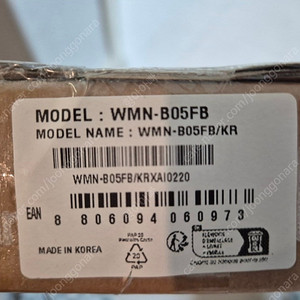 MODEL : WMN-B05FB
MODEL NAME : WMN-B05FB/KR
WMN-B05FB/KRXAI0220
EAN
8 806094 060973
MADE IN KOREA
20
PAP